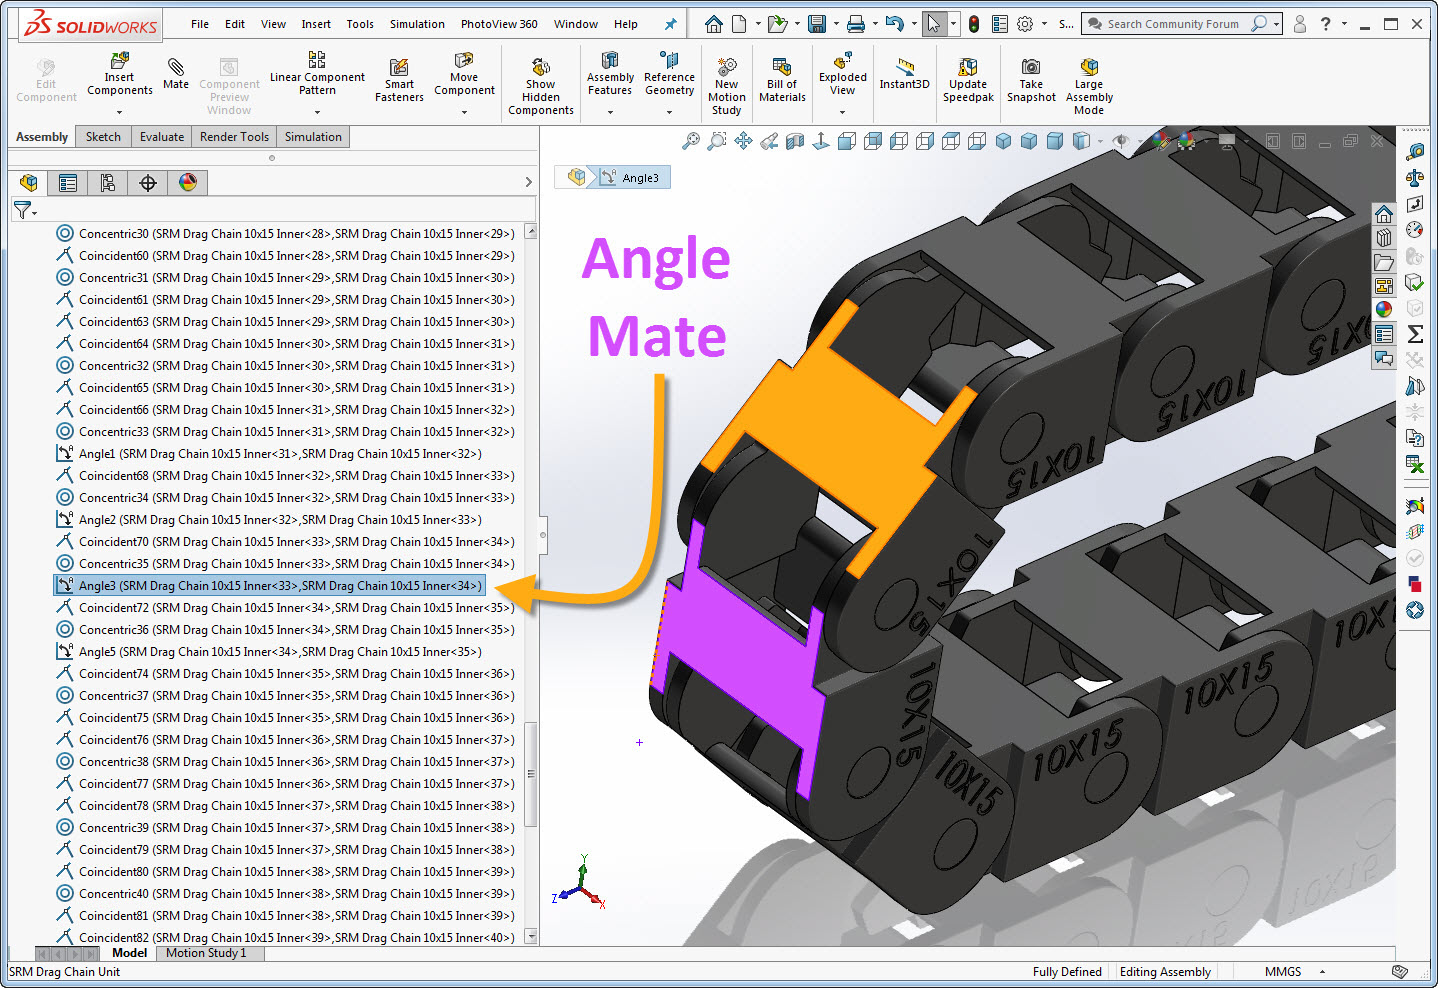 SOLIDWORKS
File Edit View Insert Tools Simulation PhotoView 360 Window Help
S...
Search Community Forum
?
Edit Component
Insert Components
Mate
Component Preview Window
Linear Component Pattern
Smart Fasteners
Move Component
Show Hidden Components
Assembly Features
Reference Geometry
New Motion Study
Bill of Materials
Exploded View
Instant3D
Update Speedpak
Take Snapshot
Large Assembly Mode
Assembly Sketch Evaluate Render Tools Simulation
Angle3
Concentric30 (SRM Drag Chain 10x15 Inner<28>,SRM Drag Chain 10x15 Inner<29>)
Coincident60 (SRM Drag Chain 10x15 Inner<28>,SRM Drag Chain 10x15 Inner<29>)
Concentric31 (SRM Drag Chain 10x15 Inner<29>,SRM Drag Chain 10x15 Inner<30>)
Coincident61 (SRM Drag Chain 10x15 Inner<29>,SRM Drag Chain 10x15 Inner<30>)
Coincident63 (SRM Drag Chain 10x15 Inner<29>,SRM Drag Chain 10x15 Inner<30>)
Coincident64 (SRM Drag Chain 10x15 Inner<30>,SRM Drag Chain 10x15 Inner<31>)
Concentric32 (SRM Drag Chain 10x15 Inner<30>,SRM Drag Chain 10x15 Inner<31>)
Coincident65 (SRM Drag Chain 10x15 Inner<30>,SRM Drag Chain 10x15 Inner<31>)
Coincident66 (SRM Drag Chain 10x15 Inner<31>,SRM Drag Chain 10x15 Inner<32>)
Concentric33 (SRM Drag Chain 10x15 Inner<31>,SRM Drag Chain 10x15 Inner<32>)
Angle1 (SRM Drag Chain 10x15 Inner<31>,SRM Drag Chain 10x15 Inner<32>)
Coincident68 (SRM Drag Chain 10x15 Inner<32>,SRM Drag Chain 10x15 Inner<33>)
Concentric34 (SRM Drag Chain 10x15 Inner<32>,SRM Drag Chain 10x15 Inner<33>)
Angle2 (SRM Drag Chain 10x15 Inner<32>,SRM Drag Chain 10x15 Inner<33>)
Coincident70 (SRM Drag Chain 10x15 Inner<33>,SRM Drag Chain 10x15 Inner<34>)
Concentric35 (SRM Drag Chain 10x15 Inner<33>,SRM Drag Chain 10x15 Inner<34>)
Angle3 (SRM Drag Chain 10x15 Inner<33>,SRM Drag Chain 10x15 Inner<34>)
Coincident72 (SRM Drag Chain 10x15 Inner<34>,SRM Drag Chain 10x15 Inner<35>)
Concentric36 (SRM Drag Chain 10x15 Inner<34>,SRM Drag Chain 10x15 Inner<35>)
Angle5 (SRM Drag Chain 10x15 Inner<34>,SRM Drag Chain 10x15 Inner<35>)
Coincident74 (SRM Drag Chain 10x15 Inner<35>,SRM Drag Chain 10x15 Inner<36>)
Concentric37 (SRM Drag Chain 10x15 Inner<35>,SRM Drag Chain 10x15 Inner<36>)
Coincident75 (SRM Drag Chain 10x15 Inner<35>,SRM Drag Chain 10x15 Inner<36>)
Coincident76 (SRM Drag Chain 10x15 Inner<36>,SRM Drag Chain 10x15 Inner<37>)
Concentric38 (SRM Drag Chain 10x15 Inner<36>,SRM Drag Chain 10x15 Inner<37>)
Coincident77 (SRM Drag Chain 10x15 Inner<36>,SRM Drag Chain 10x15 Inner<37>)
Coincident78 (SRM Drag Chain 10x15 Inner<37>,SRM Drag Chain 10x15 Inner<38>)
Concentric39 (SRM Drag Chain 10x15 Inner<37>,SRM Drag Chain 10x15 Inner<38>)
Coincident79 (SRM Drag Chain 10x15 Inner<37>,SRM Drag Chain 10x15 Inner<38>)
Coincident80 (SRM Drag Chain 10x15 Inner<38>,SRM Drag Chain 10x15 Inner<39>)
Concentric40 (SRM Drag Chain 10x15 Inner<38>,SRM Drag Chain 10x15 Inner<39>)
Coincident81 (SRM Drag Chain 10x15 Inner<38>,SRM Drag Chain 10x15 Inner<39>)
Coincident82 (SRM Drag Chain 10x15 Inner<39>,SRM Drag Chain 10x15 Inner<40>)
Angle
Mate
10X15
10X15
10X15
10X15
10X15
10X15
10X15
10X15
Y
Z
X
Model Motion Study 1
SRM Drag Chain Unit
Fully Defined Editing Assembly MMGS